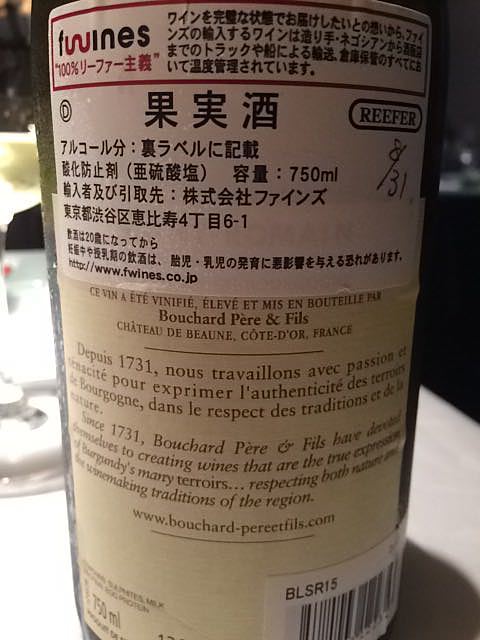 fwines
"100%リーファー主義"
ワインを完璧な状態でお届けしたいとの想いから、ファイ
ンズの輸入するワインは造り手・ネゴシアンから酒販店
までのトラックや船による輸送、倉庫保管のすべてにお
いて温度管理されています。
D
果実酒
REEFER
アルコール分：裏ラベルに記載
8/31
酸化防止剤（亜硫酸塩） 容量：750ml
輸入者及び引取先：株式会社ファインズ
東京都渋谷区恵比寿4丁目6-1
飲酒は20歳になってから
妊娠中や授乳期の飲酒は、胎児・乳児の発育に悪影響を与える恐れがあります。
http://www.fwines.co.jp
CE VIN A ÉTÉ VINIFIÉ, ÉLEVÉ ET MIS EN BOUTEILLE PAR
Bouchard Père & Fils
CHÂTEAU DE BEAUNE, CÔTE-D'OR, FRANCE
Depuis 1731, nous travaillons avec passion et
ténacité pour exprimer l'authenticité des terroirs
de Bourgogne, dans le respect des traditions et de la
nature.
Since 1731, Bouchard Père & Fils have devoted
themselves to creating wines that are the true expression
of Burgundy's many terroirs... respecting both nature and
the winemaking traditions of the region.
www.bouchard-pereetfils.com
BLSR15
SULPHITES, MILK
EGG PROTEIN
750 ml
PRODUIT DE